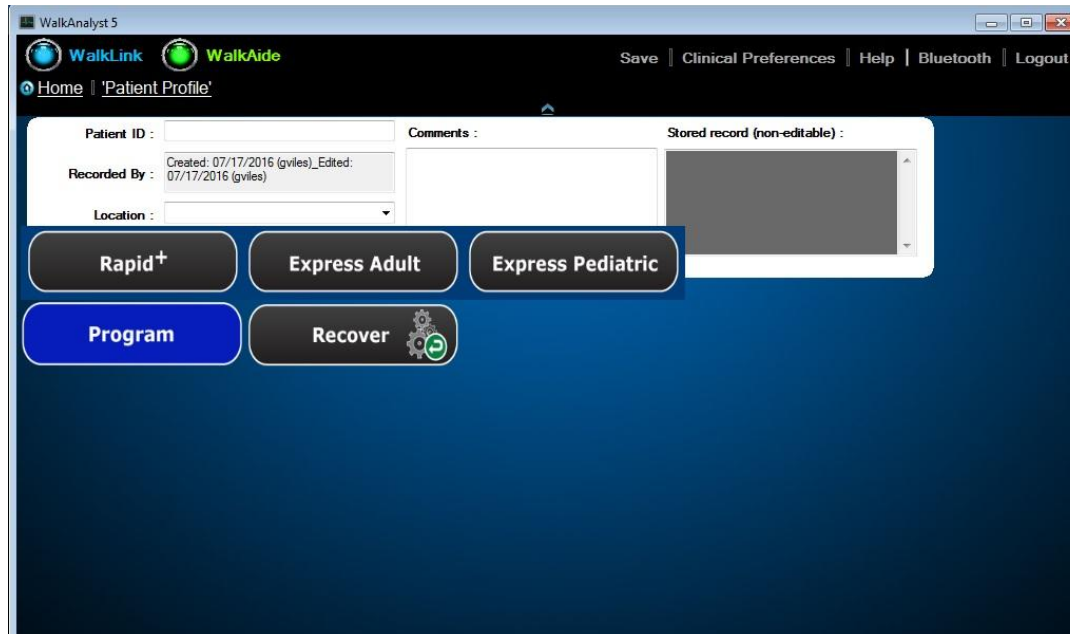 WalkAnalyst 5
WalkLink WalkAide Save Clinical Preferences Help Bluetooth Logout
Home 'Patient Profile'
Patient ID : Comments : Stored record (non-editable) :
Recorded By : Created: 07/17/2016 (gviles)_Edited:
07/17/2016 (gviles)
Location :
Rapid+ Express Adult Express Pediatric
Program Recover